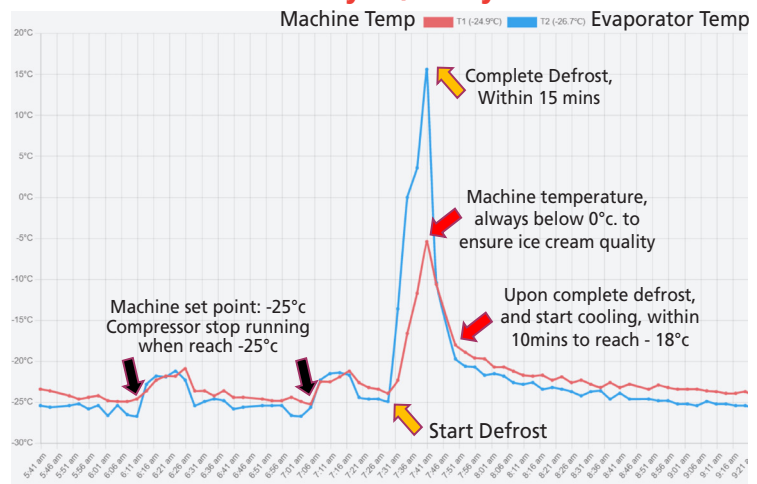 Machine Temp T1 (-24.9°C) T2 (-26.7°C) Evaporator Temp
20°C
15°C
10°C
5°C
0°C
-5°C
-10°C
-15°C
-20°C
-25°C
-30°C
Complete Defrost,
Within 15 mins
Machine temperature,
always below 0°c. to
ensure ice cream quality
Machine set point: -25°c
Compressor stop running
when reach -25°c
Upon complete defrost,
and start cooling, within
10mins to reach - 18°c
Start Defrost
5:41 am
5:46 am
5:51 am
5:56 am
6:01 am
6:06 am
6:11 am
6:16 am
6:21 am
6:26 am
6:31 am
6:36 am
6:41 am
6:46 am
6:51 am
6:56 am
7:01 am
7:06 am
7:11 am
7:16 am
7:21 am
7:26 am
7:31 am
7:36 am
7:41 am
7:46 am
7:51 am
7:56 am
8:01 am
8:06 am
8:11 am
8:16 am
8:21 am
8:26 am
8:31 am
8:36 am
8:41 am
8:46 am
8:51 am
8:56 am
9:01 am
9:06 am
9:11 am
9:16 am
9:21 am